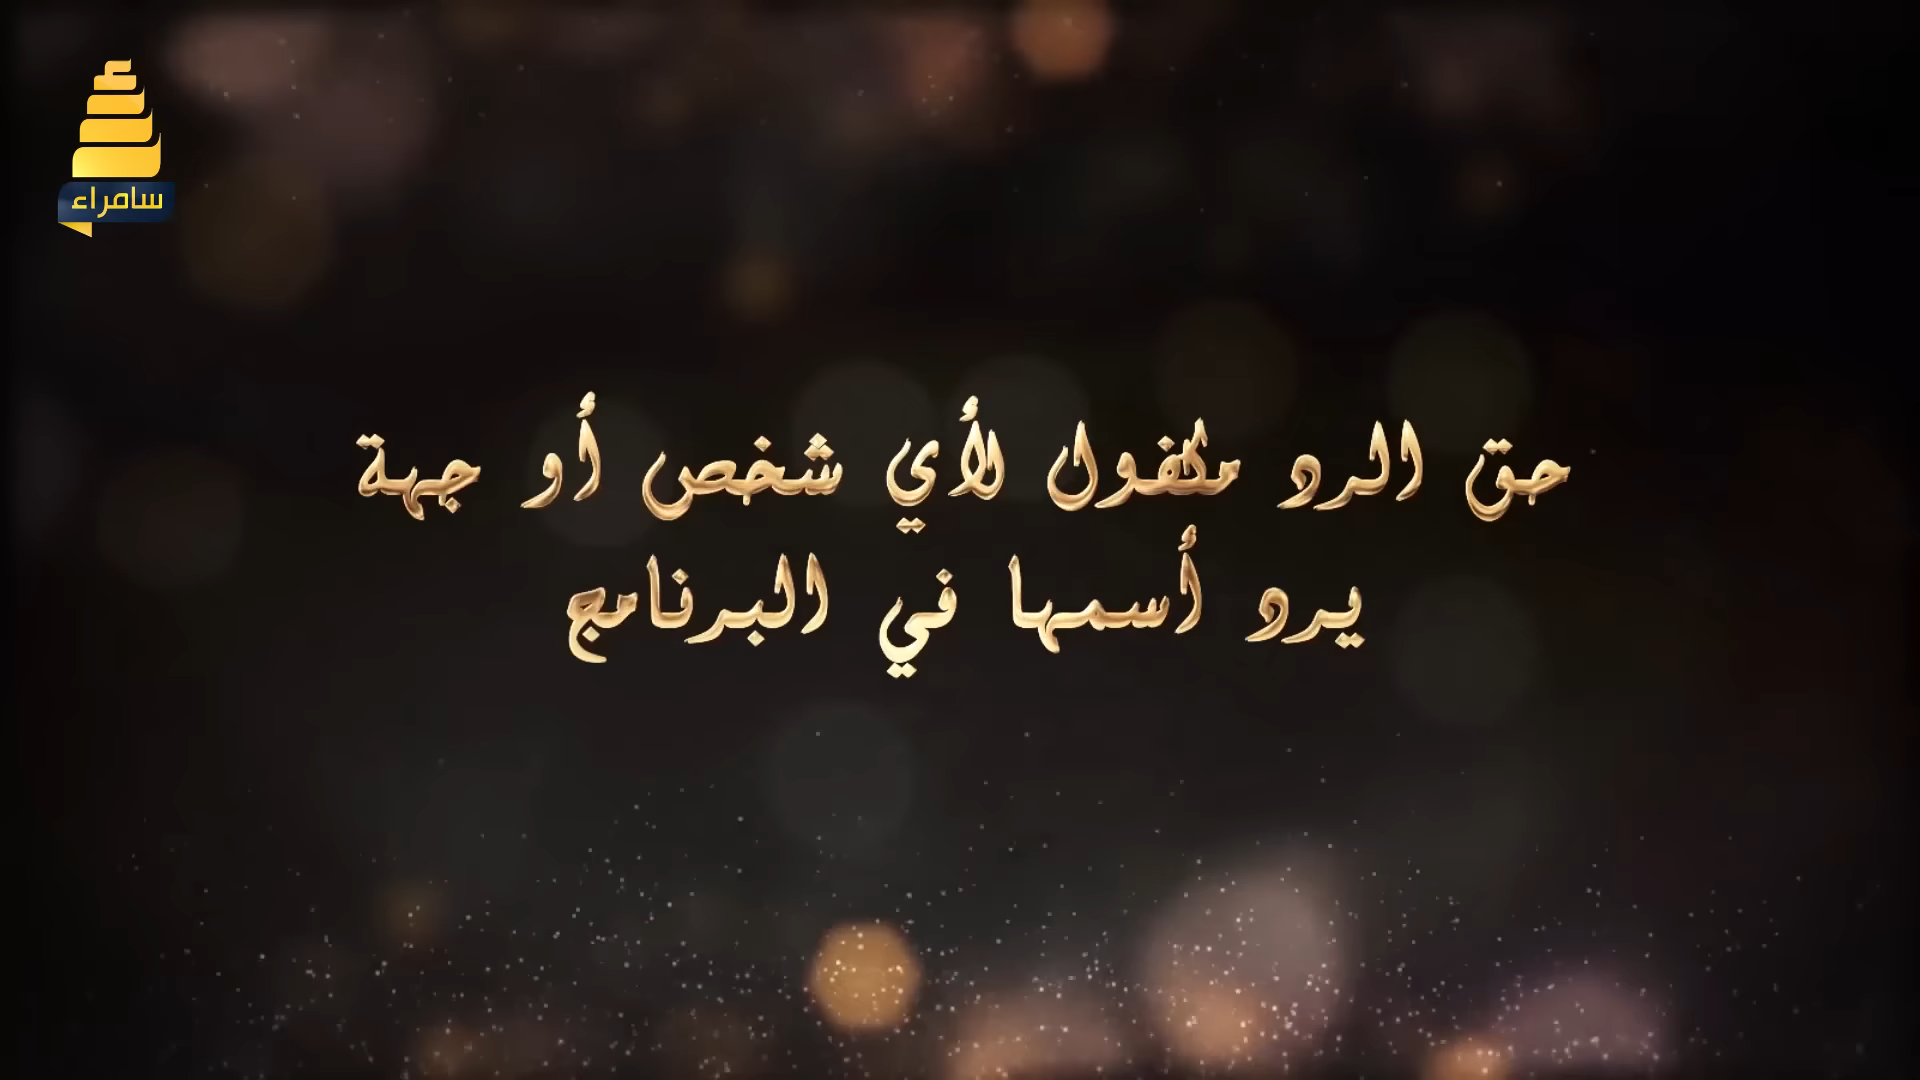 سامراء
حق الرد مكفول لأي شخص أو جهة
يرد أسمها في البرنامج